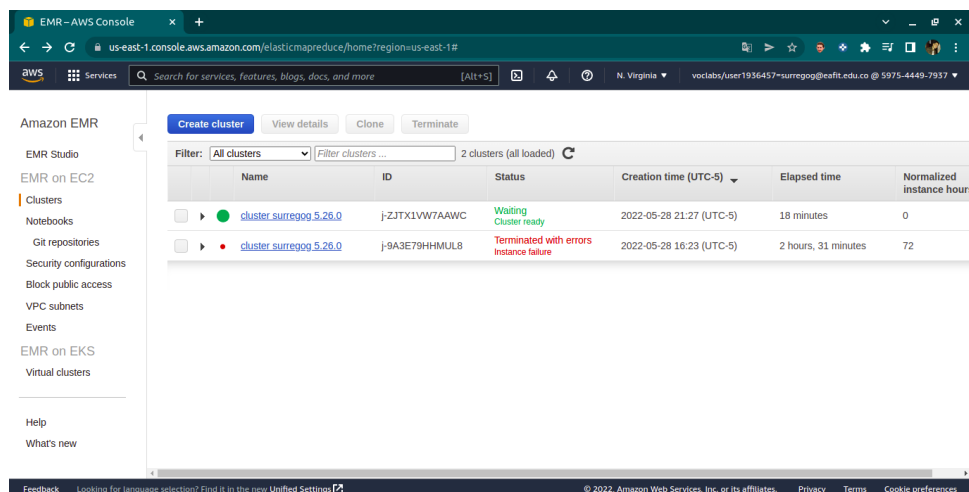 EMR – AWS Console
us-east-1.console.aws.amazon.com/elasticmapreduce/home?region=us-east-1#
aws
Services
Search for services, features, blogs, docs, and more
[Alt+S]
N. Virginia
voclabs/user1936457=surregog@eafit.edu.co @ 5975-4449-7937
Amazon EMR
EMR Studio
EMR on EC2
Clusters
Notebooks
Git repositories
Security configurations
Block public access
VPC subnets
Events
EMR on EKS
Virtual clusters
Help
What's new
Create cluster View details Clone Terminate
Filter: All clusters Filter clusters ... 2 clusters (all loaded)
Name ID Status Creation time (UTC-5) Elapsed time Normalized
instance hour
cluster surregog 5.26.0 j-ZJTX1VW7AAWC Waiting 2022-05-28 21:27 (UTC-5) 18 minutes 0
Cluster ready
cluster surregog 5.26.0 j-9A3E79HHMUL8 Terminated with errors 2022-05-28 16:23 (UTC-5) 2 hours, 31 minutes 72
Instance failure
Feedback Looking for language selection? Find it in the new Unified Settings © 2022, Amazon Web Services, Inc. or its affiliates. Privacy Terms Cookie preferences